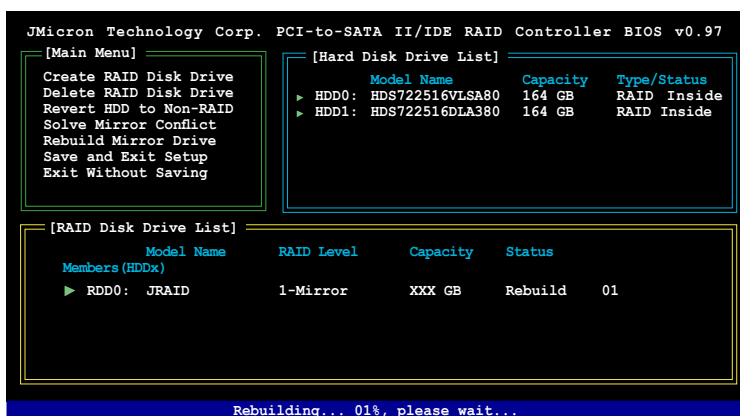 JMicron Technology Corp. PCI-to-SATA II/IDE RAID Controller BIOS v0.97
[Main Menu]
Create RAID Disk Drive
Delete RAID Disk Drive
Revert HDD to Non-RAID
Solve Mirror Conflict
Rebuild Mirror Drive
Save and Exit Setup
Exit Without Saving
[Hard Disk Drive List]
Model Name Capacity Type/Status
HDD0: HDS722516VLSA80 164 GB RAID Inside
HDD1: HDS722516DLA380 164 GB RAID Inside
[RAID Disk Drive List]
Model Name RAID Level Capacity Status
Members(HDDx)
RDD0: JRAID 1-Mirror XXX GB Rebuild 01
Rebuilding... 01%, please wait...